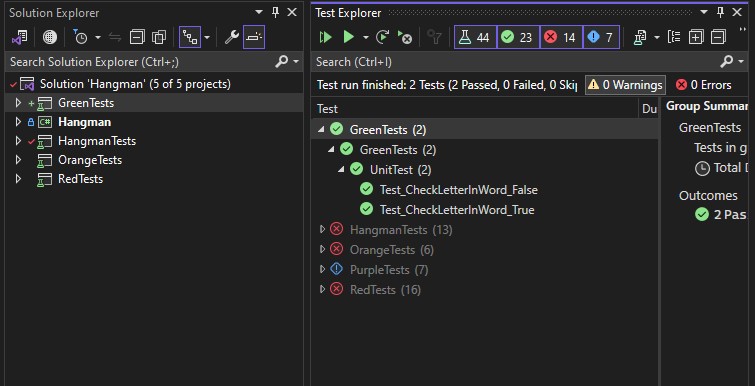 Solution Explorer
Search Solution Explorer (Ctrl+;)
Solution 'Hangman' (5 of 5 projects)
GreenTests
C# Hangman
HangmanTests
OrangeTests
RedTests
Test Explorer
44 23 14 7
Search (Ctrl+I)
Test run finished: 2 Tests (2 Passed, 0 Failed, 0 Skip
0 Warnings
0 Errors
Test
Du
GreenTests (2)
GreenTests (2)
UnitTest (2)
Test_CheckLetterInWord_False
Test_CheckLetterInWord_True
HangmanTests (13)
OrangeTests (6)
PurpleTests (7)
RedTests (16)
Group Summar
GreenTests
Tests in g
Total D
Outcomes
2 Pas